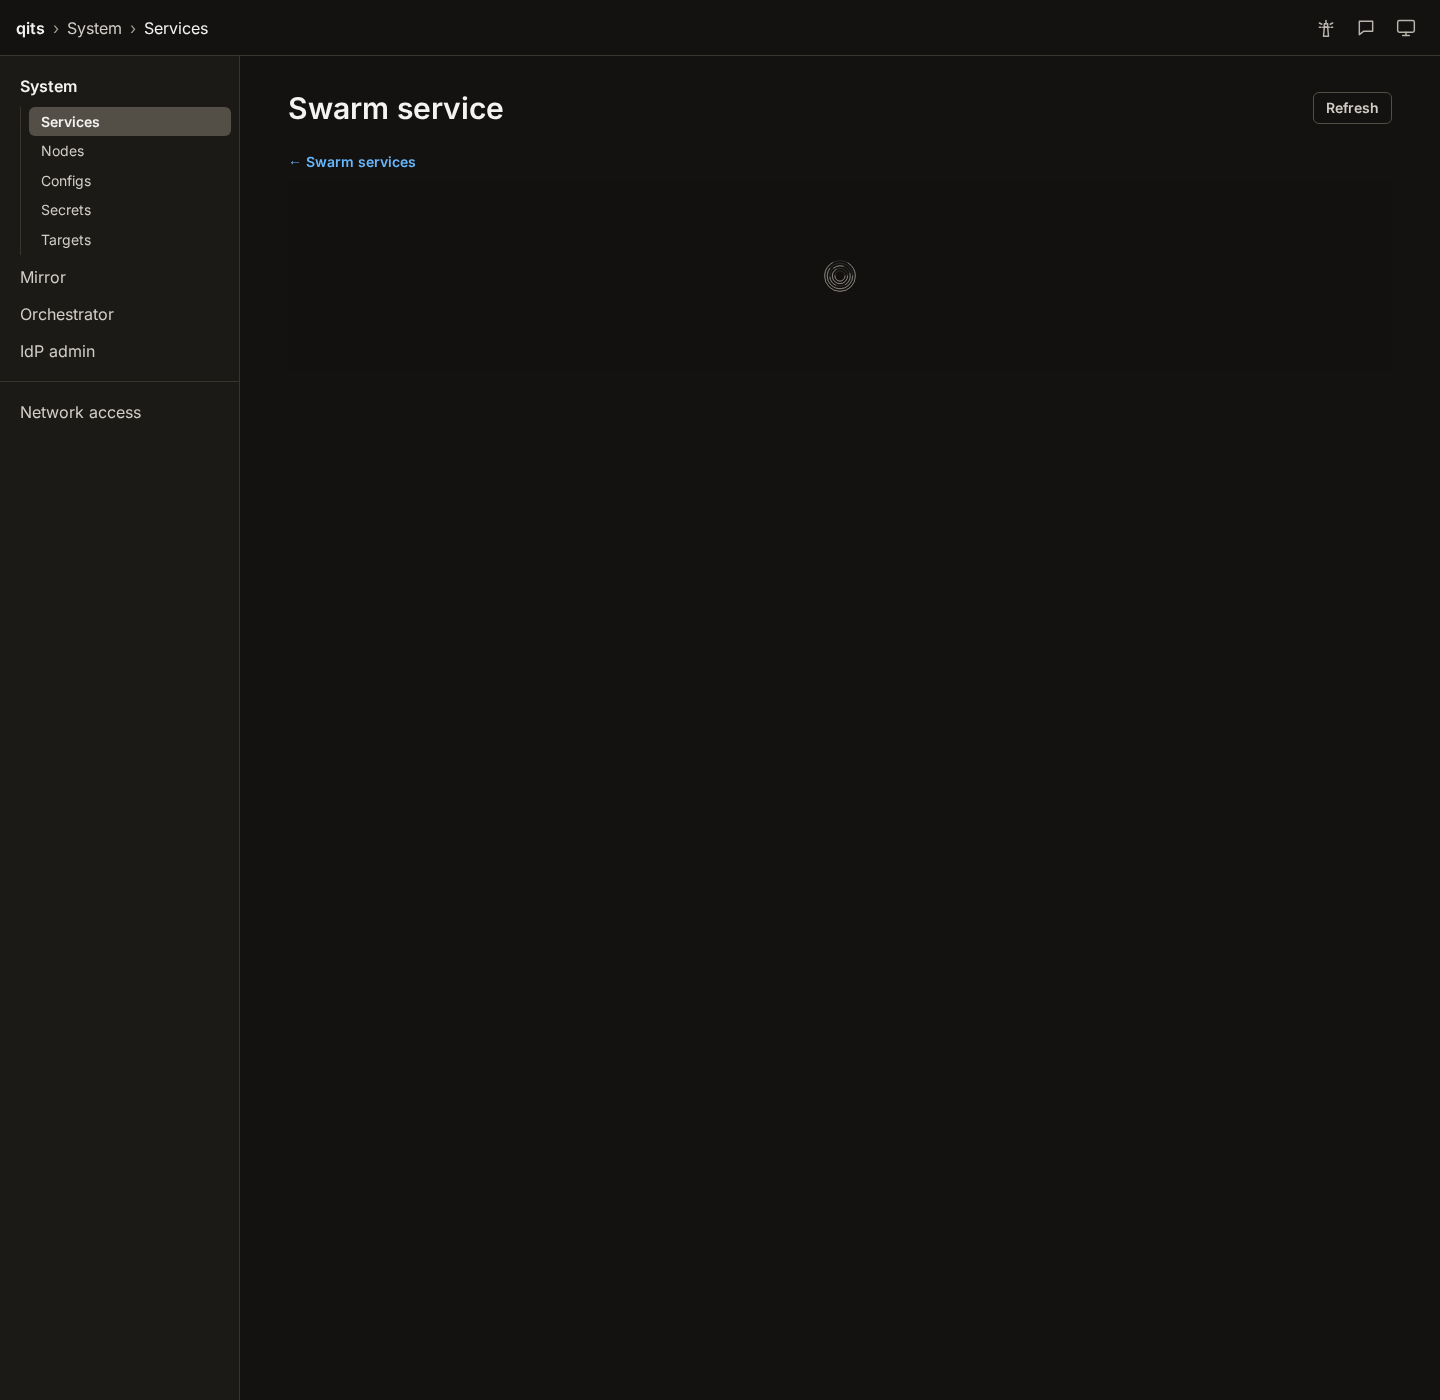 qits › System › Services
System
Services
Nodes
Configs
Secrets
Targets
Mirror
Orchestrator
IdP admin
Network access
Swarm service
Refresh
← Swarm services